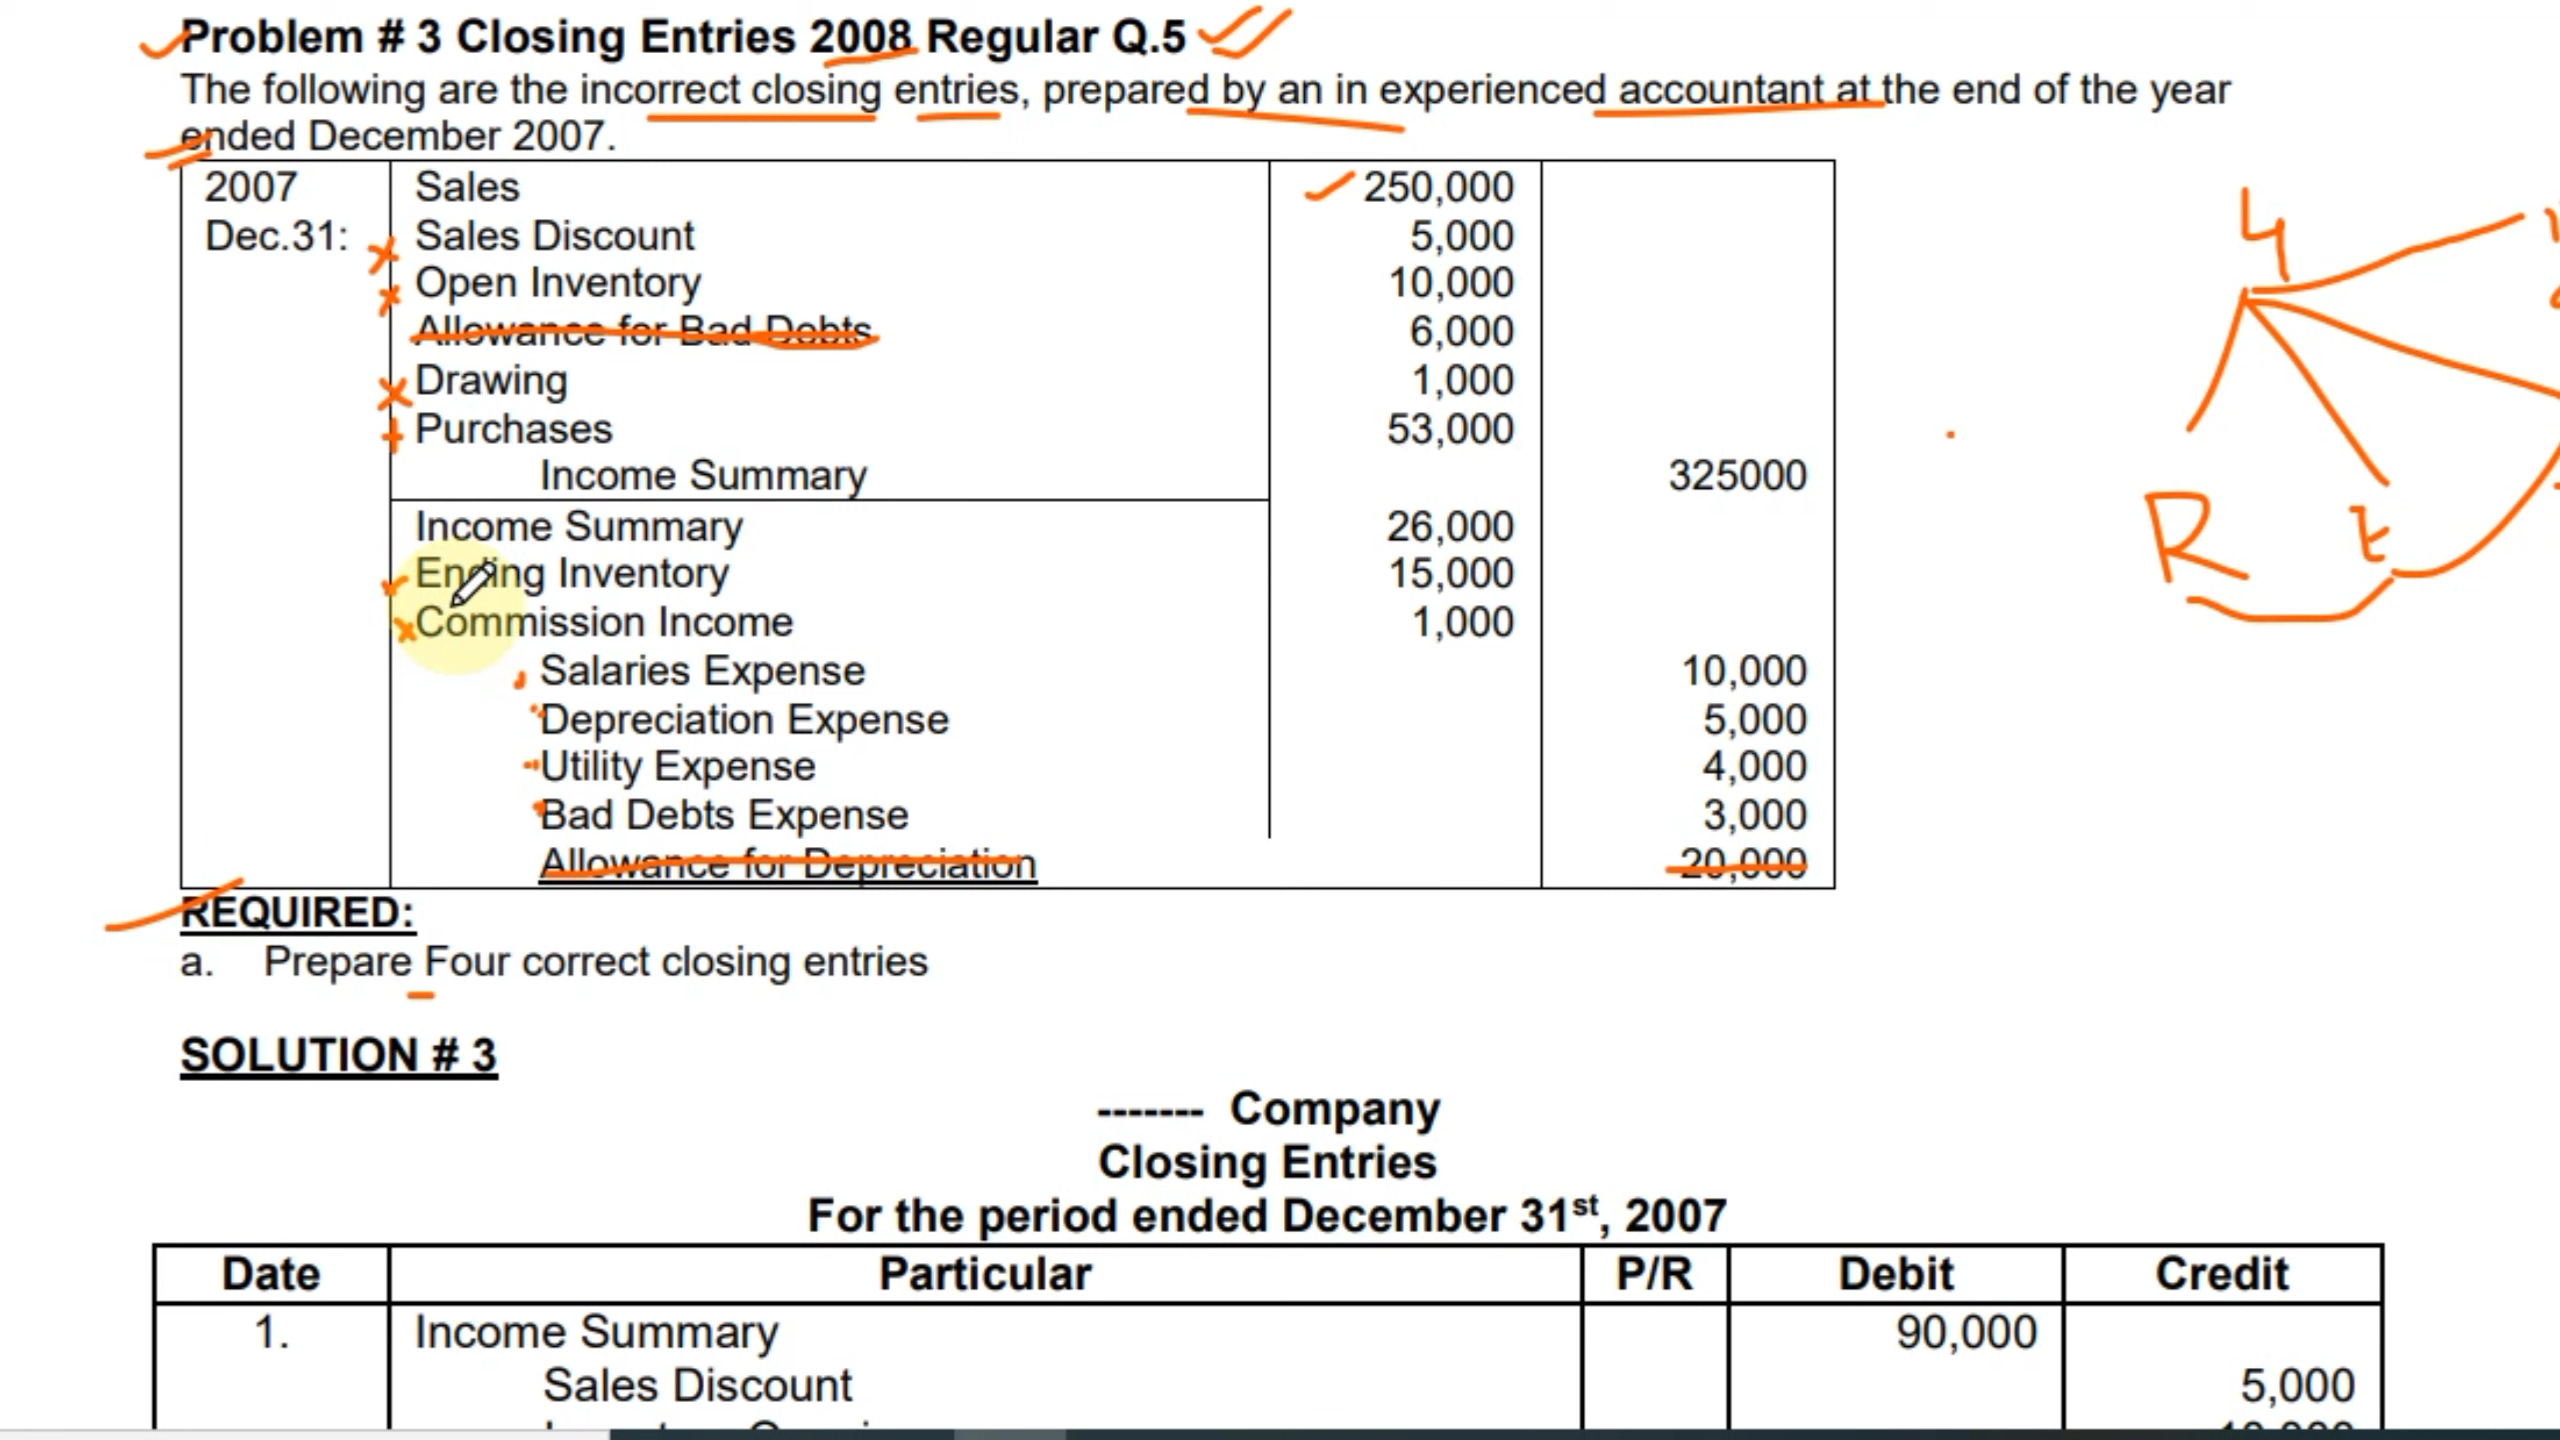 Problem # 3 Closing Entries 2008 Regular Q.5
The following are the incorrect closing entries, prepared by an in experienced accountant at the end of the year
ended December 2007.
2007 Sales 250,000
Dec.31: Sales Discount 5,000
Open Inventory 10,000
Allowance for Bad Debts 6,000
Drawing 1,000
Purchases 53,000
Income Summary 325000
Income Summary 26,000
Ending Inventory 15,000
Commission Income 1,000
Salaries Expense 10,000
Depreciation Expense 5,000
Utility Expense 4,000
Bad Debts Expense 3,000
Allowance for Depreciation 20,000
REQUIRED:
a. Prepare Four correct closing entries
SOLUTION # 3
------- Company
Closing Entries
For the period ended December 31st, 2007
Date Particular P/R Debit Credit
1. Income Summary 90,000
Sales Discount 5,000
4
R